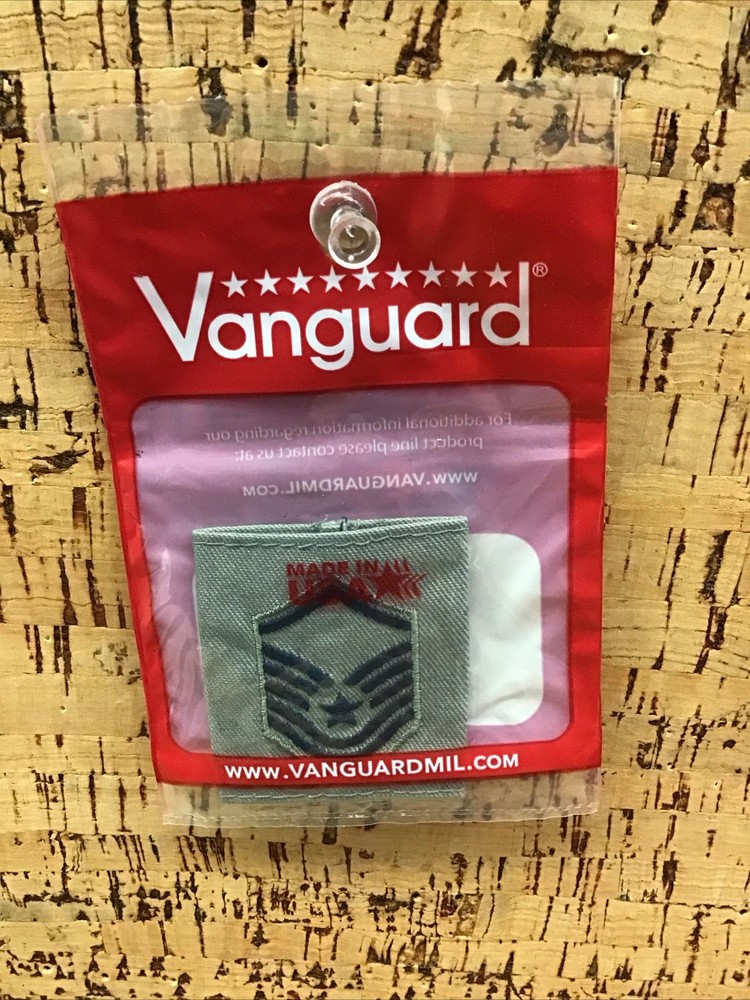 Vanguard®
For additional information regarding our
product line please contact us at:
www.VANGUARDMIL.COM
MADE IN
USA
WWW.VANGUARDMIL.COM